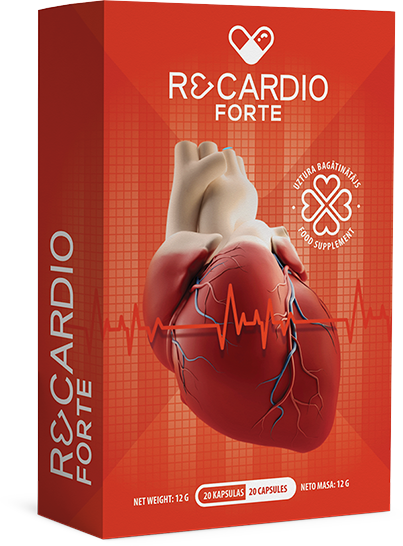 RECARDIO
FORTE
UZTURA BAGĀTINĀTĀJS
FOOD SUPPLEMENT
RECARDIO
FORTE
NET WEIGHT: 12 G
20 KAPSULAS
20 CAPSULES
NETO MASA: 12 G